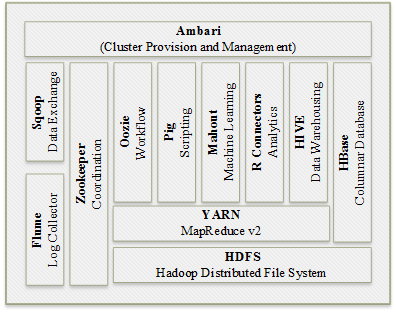 Ambari
(Cluster Provision and Management)
Sqoop
Data Exchange
Flume
Log Collector
Zookeeper
Coordination
Oozie
Workflow
Pig
Scripting
Mahout
Machine Learning
R Connectors
Analytics
HIVE
Data Warehousing
HBase
Columnar Database
YARN
MapReduce v2
HDFS
Hadoop Distributed File System